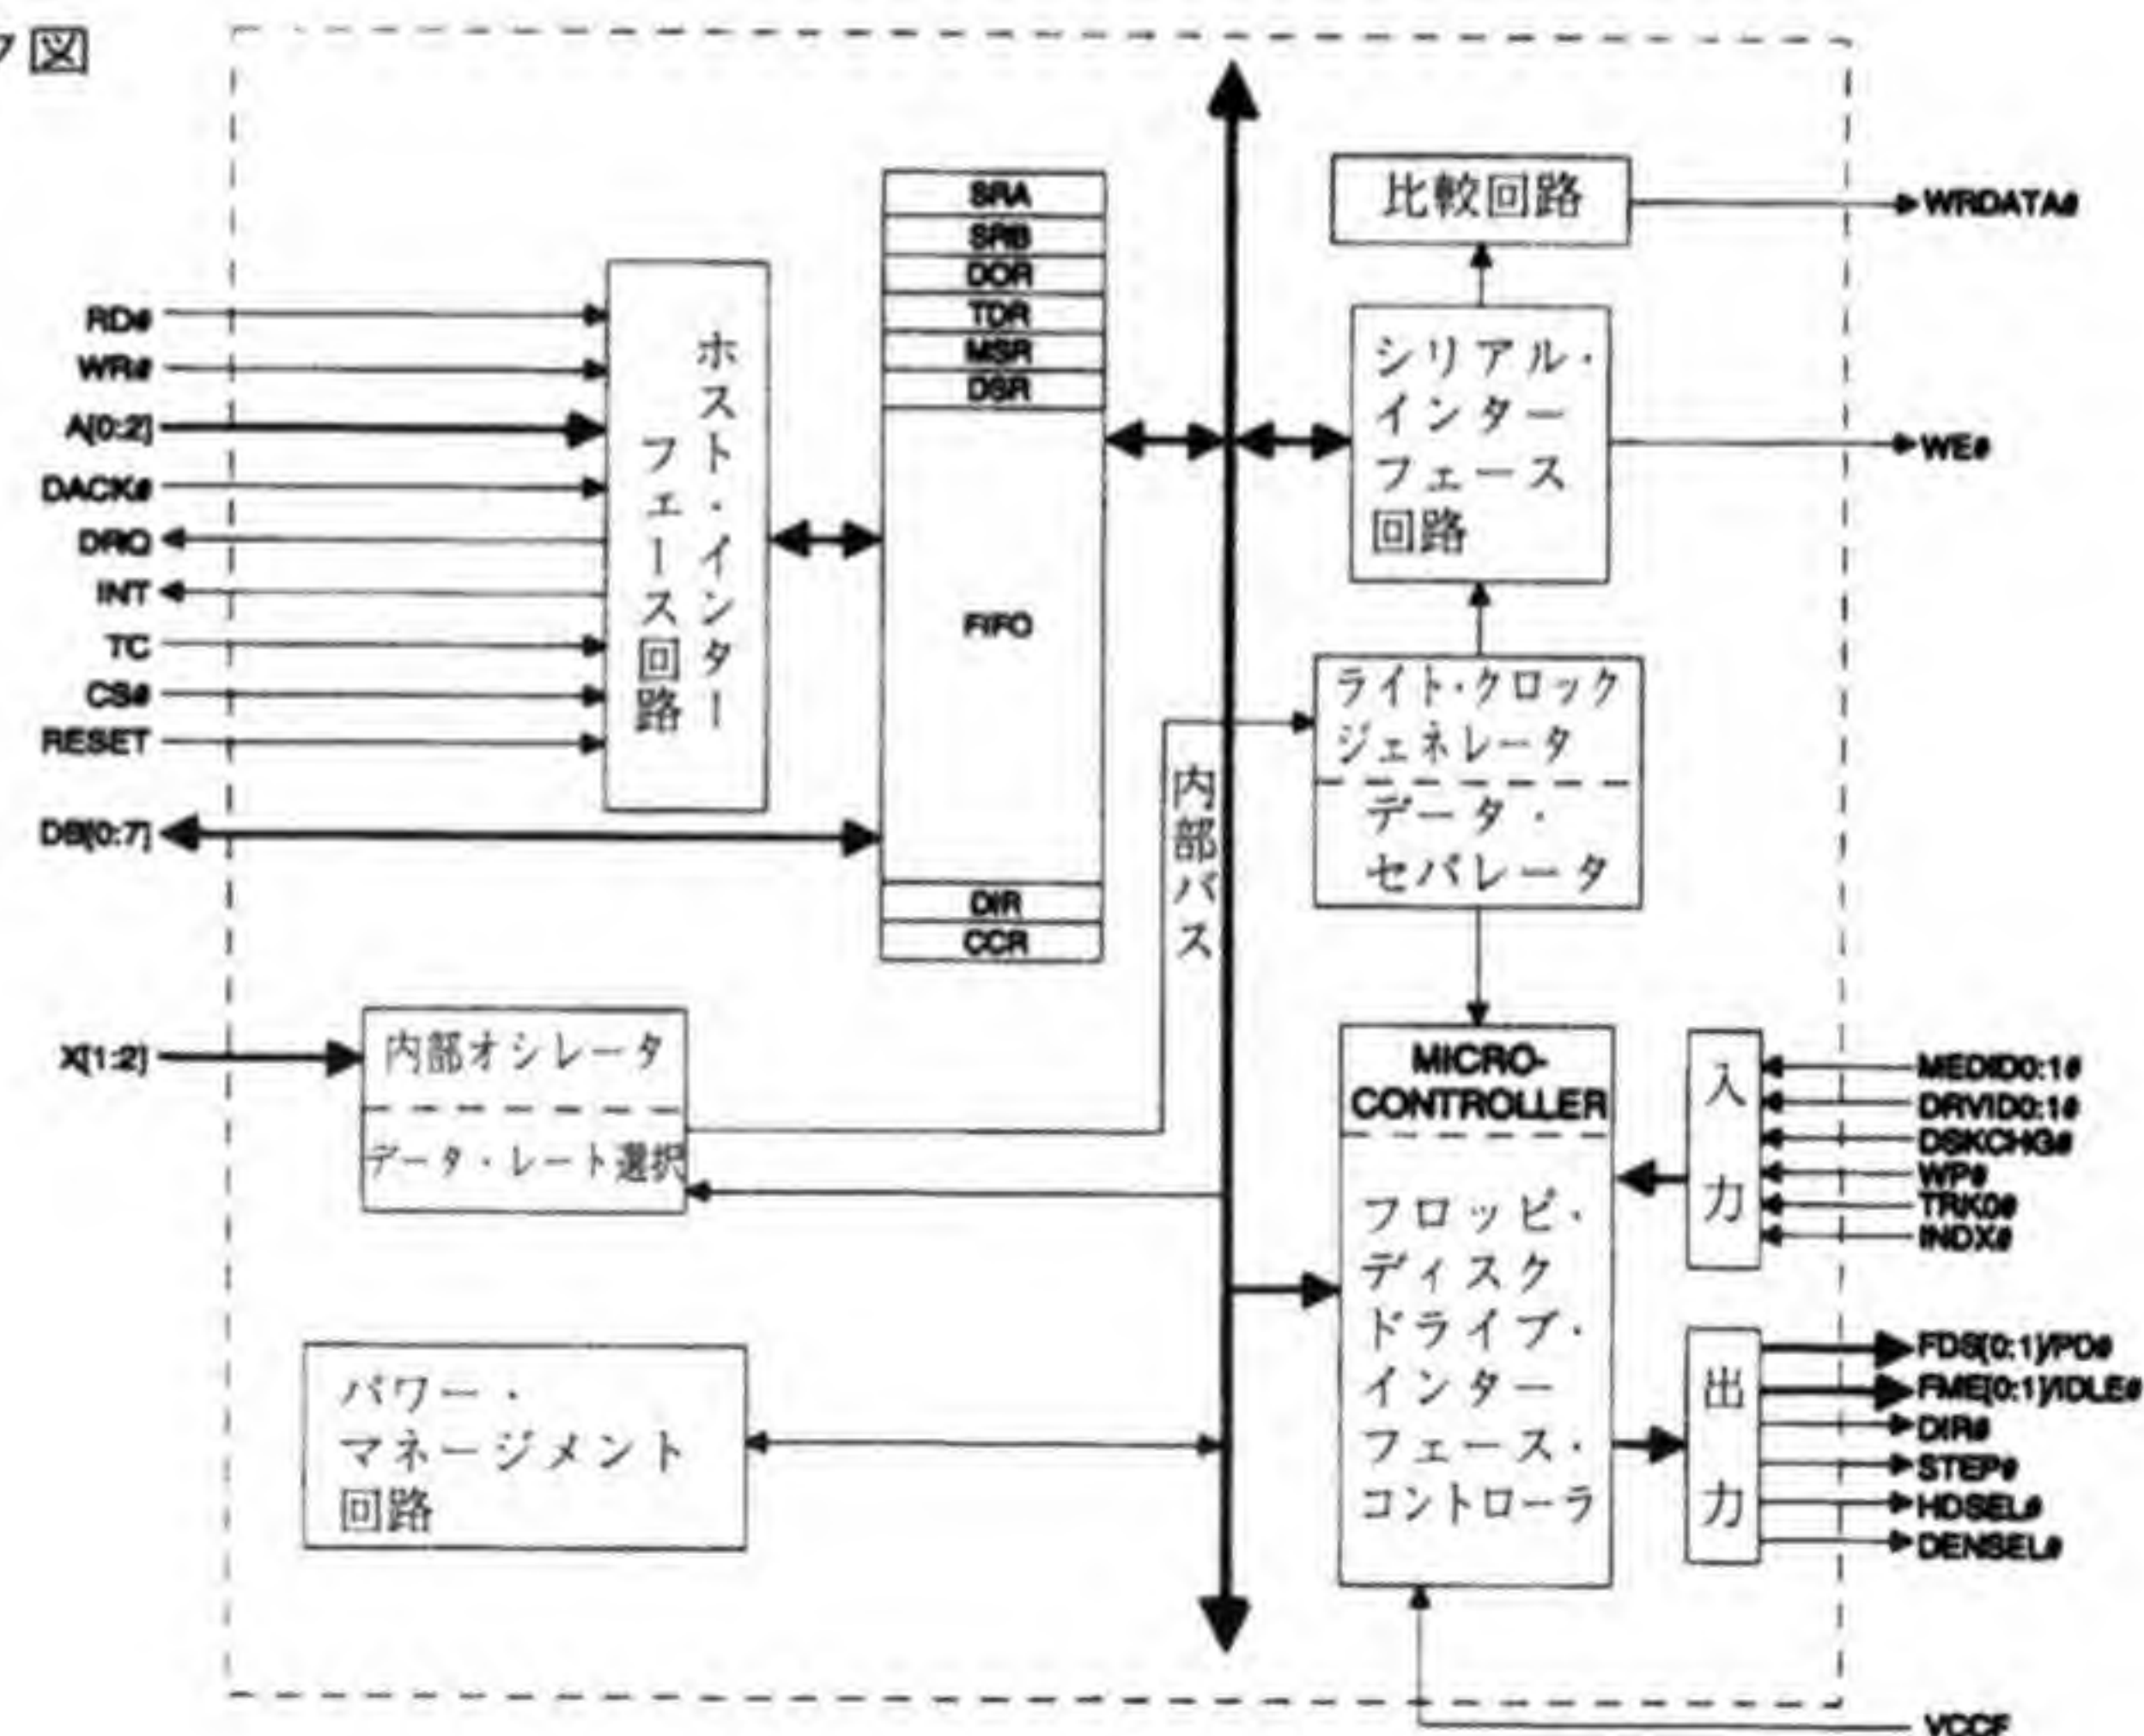 ク図
RD#
WR#
A[0:2]
DACK#
DRQ
INT
TC
CS#
RESET
DB[0:7]
X[1:2]
ホスト・インター
フェース回路
SRA
SRB
DOR
TDR
MSR
DSR
FIFO
DIR
CCR
内部バス
内部オシレータ
データ・レート選択
パワー・
マネージメント
回路
比較回路
シリアル・
インター
フェース
回路
ライト・クロック
ジェネレータ
データ・
セパレータ
MICRO-
CONTROLLER
フロッピ・
ディスク
ドライブ・
インター
フェース・
コントローラ
入力
出力
WRDATA#
WE#
MEDID0:1#
DRVID0:1#
DSKCHG#
WP#
TRK0#
INDX#
FDS[0:1]/PD#
FME[0:1]/IDLE#
DIR#
STEP#
HDSEL#
DENSEL#
VCCF